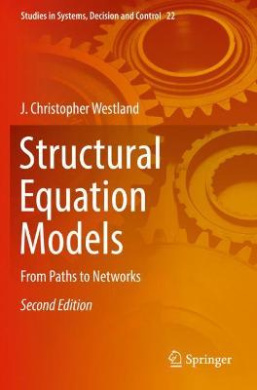 Studies in Systems, Decision and Control 22
J. Christopher Westland
Structural
Equation
Models
From Paths to Networks
Second Edition
Springer